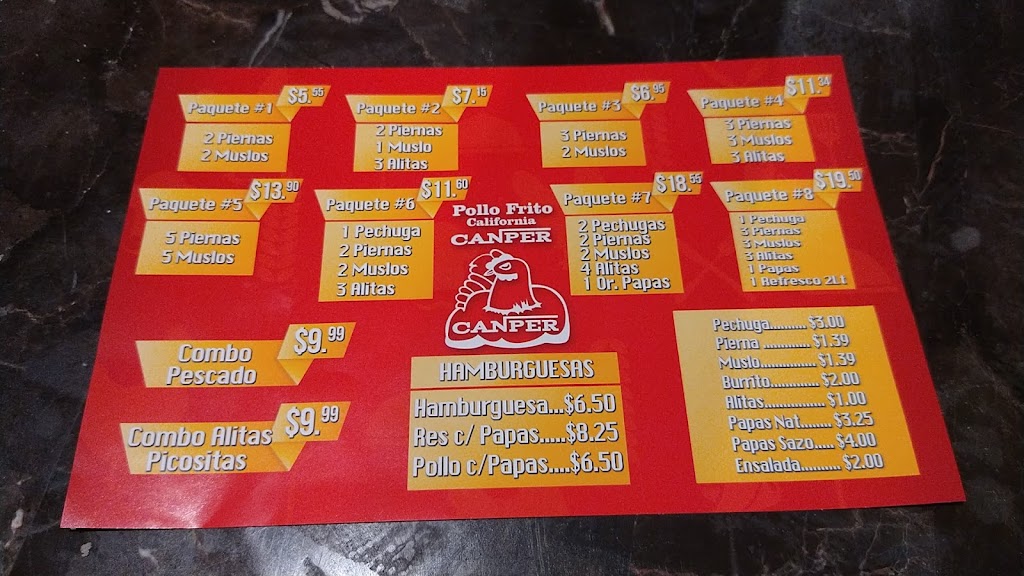 Paquete #1 $5.55
2 Piernas
2 Muslos
Paquete #2 $7.15
2 Piernas
1 Muslo
3 Alitas
Paquete #3 $6.95
3 Piernas
2 Muslos
Paquete #4 $11.34
3 Piernas
3 Muslos
3 Alitas
Paquete #5 $13.90
5 Piernas
5 Muslos
Paquete #6 $11.60
1 Pechuga
2 Piernas
2 Muslos
3 Alitas
Pollo Frito
California
CANPER
CANPER
Paquete #7 $18.55
2 Pechugas
2 Piernas
2 Muslos
4 Alitas
1 Or. Papas
Paquete #8 $19.50
1 Pechuga
3 Piernas
3 Muslos
3 Alitas
1 Papas
1 Refresco 2Lt
Combo
Pescado
$9.99
Combo Alitas
Picositas
$9.99
HAMBURGUESAS
Hamburguesa...$6.50
Res c/ Papas.....$8.25
Pollo c/Papas....$6.50
Pechuga.......... $3.00
Pierna ............ $1.39
Muslo.............. $1.39
Burrito............. $2.00
Alitas............... $1.00
Papas Nat........ $3.25
Papas Sazo..... $4.00
Ensalada.......... $2.00